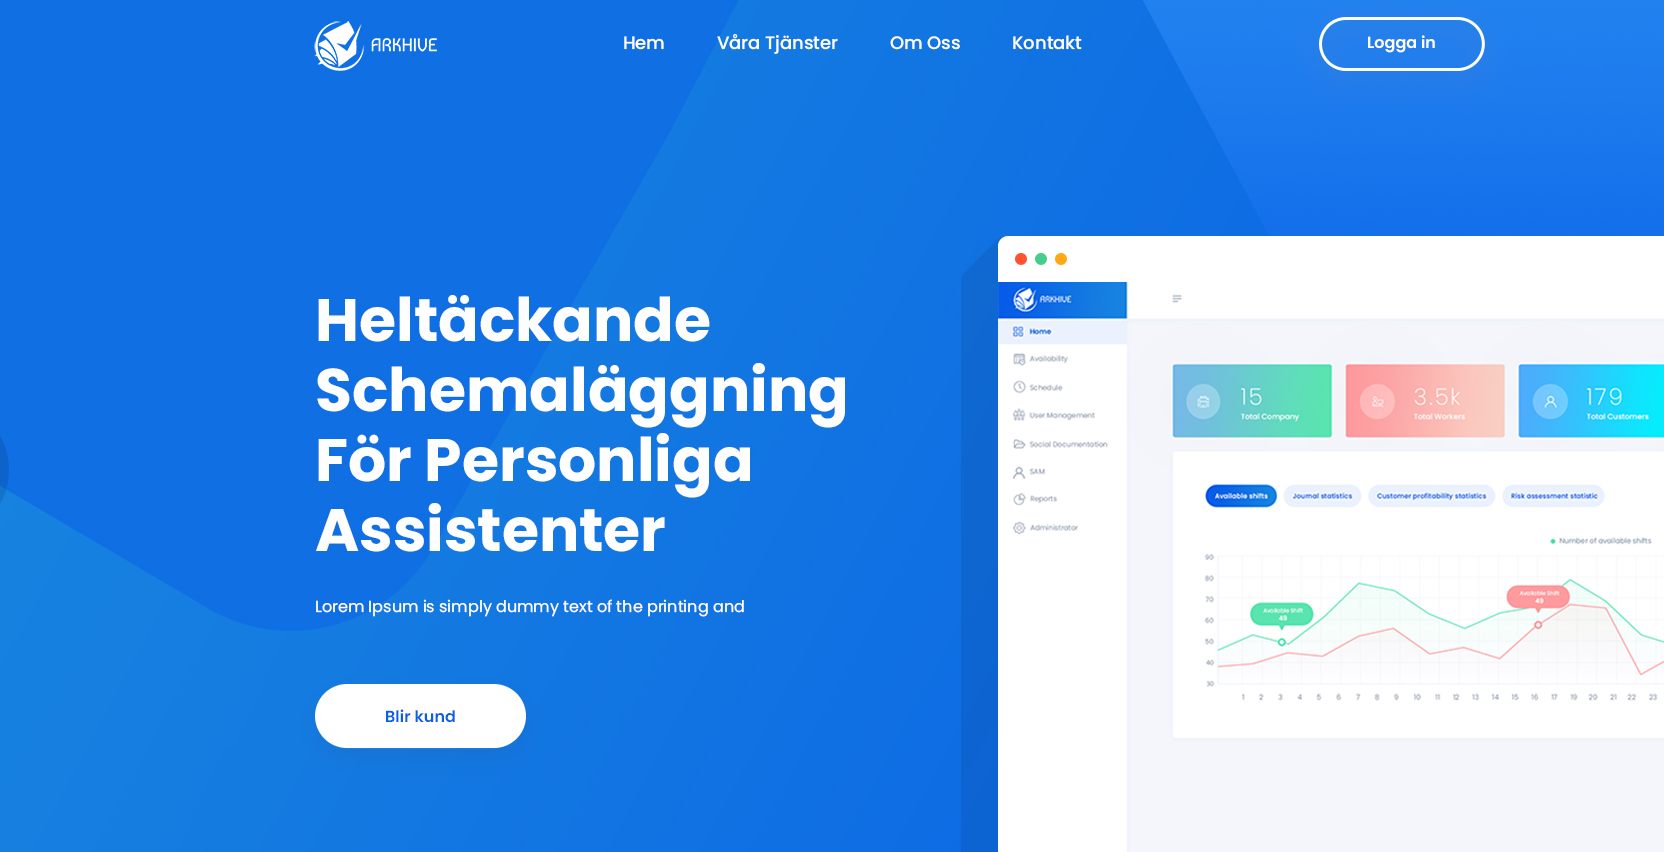 ARKHIVE
Hem
Våra Tjänster
Om Oss
Kontakt
Logga in
Heltäckande
Schemaläggning
För Personliga
Assistenter
Lorem Ipsum is simply dummy text of the printing and
Blir kund
ARKHIVE
Home
Availability
Schedule
User Management
Social Documentation
SAM
Reports
Administrator
15
Total Company
3.5k
Total Workers
179
Total Customers
Available shifts
Journal statistics
Customer profitability statistics
Risk assessment statistic
Number of available shifts
90
80
70
60
50
40
30
Available Shift
49
Available Shift
49
1 2 3 4 5 6 7 8 9 10 11 12 13 14 15 16 17 19 20 21 22 23